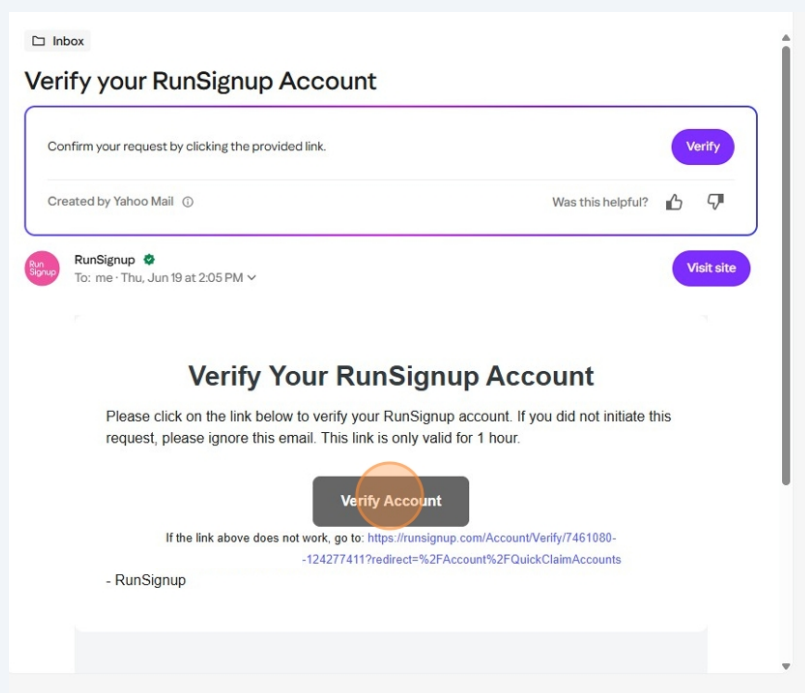 Inbox
Verify your RunSignup Account
Confirm your request by clicking the provided link.
Verify
Created by Yahoo Mail
Was this helpful?
Run
Signup
RunSignup
To: me · Thu, Jun 19 at 2:05 PM
Visit site
Verify Your RunSignup Account
Please click on the link below to verify your RunSignup account. If you did not initiate this
request, please ignore this email. This link is only valid for 1 hour.
Verify Account
If the link above does not work, go to: https://runsignup.com/Account/Verify/7461080-
-124277411?redirect=%2FAccount%2FQuickClaimAccounts
- RunSignup